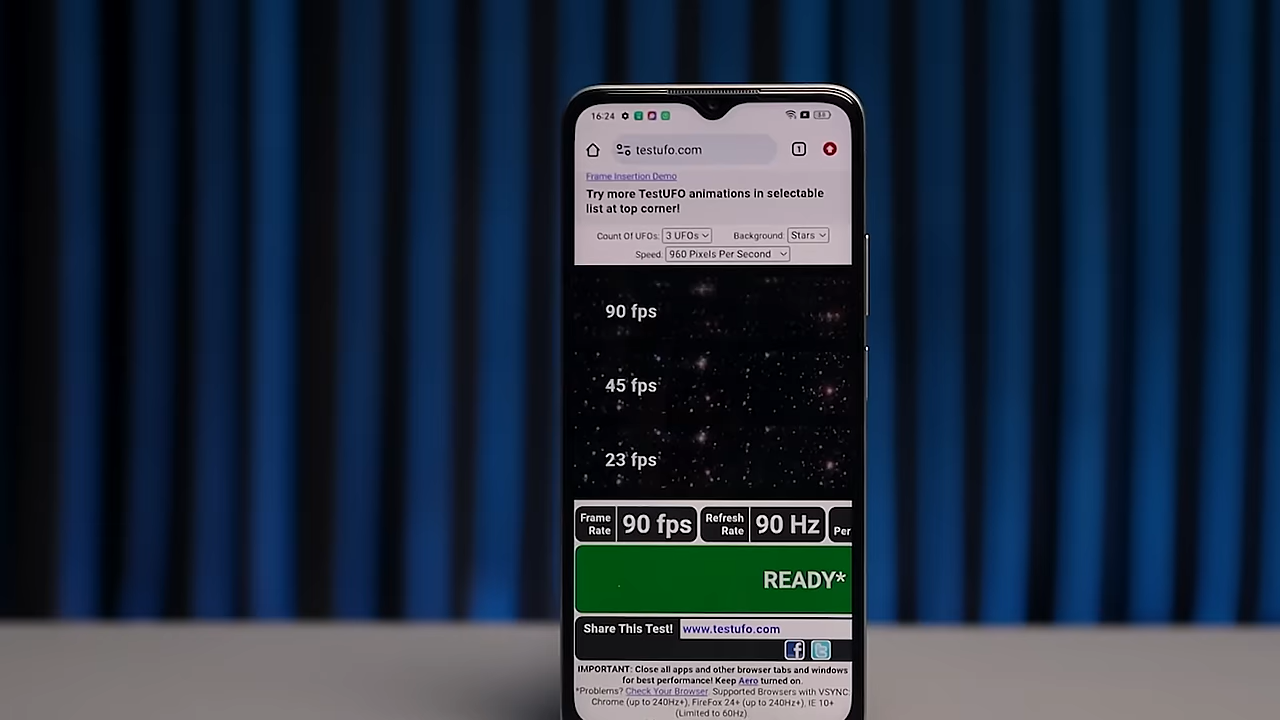 16:24
testufo.com
1
Frame Insertion Demo
Try more TestUFO animations in selectable
list at top corner!
Count Of UFOs: 3 UFOs Background: Stars
Speed: 960 Pixels Per Second
90 fps
45 fps
23 fps
Frame Rate 90 fps Refresh Rate 90 Hz Per
READY*
Share This Test! www.testufo.com
IMPORTANT: Close all apps and other browser tabs and windows
for best performance! Keep Aero turned on.
*Problems? Check Your Browser. Supported Browsers with VSYNC:
Chrome (up to 240Hz+), FireFox 24+ (up to 240Hz+), IE 10+
(Limited to 60Hz)